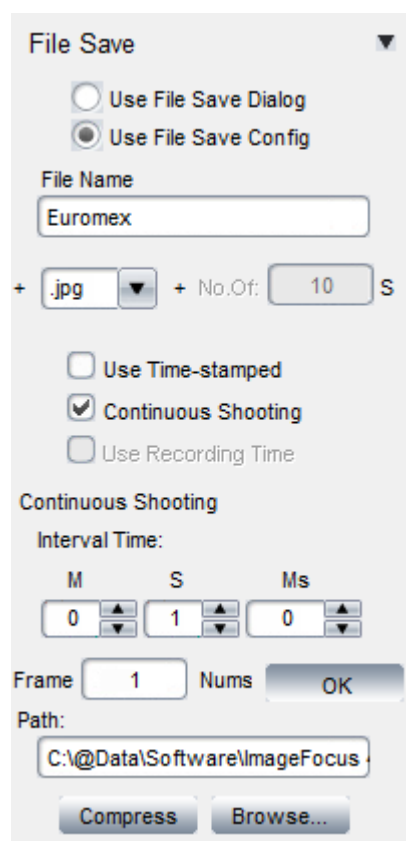 File Save
Use File Save Dialog
Use File Save Config
File Name
Euromex
+ .jpg + No.Of: 10 S
Use Time-stamped
Continuous Shooting
Use Recording Time
Continuous Shooting
Interval Time:
M S Ms
0 1 0
Frame 1 Nums OK
Path:
C:\@Data\Software\ImageFocus
Compress Browse...